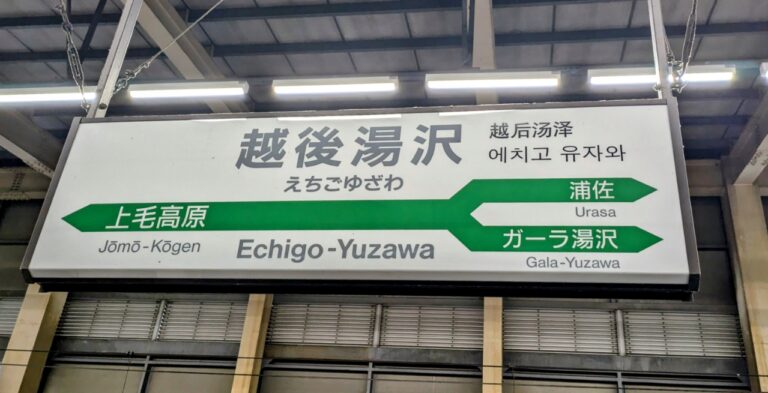 越後湯沢
越后汤泽
에치고 유자와
えちごゆざわ
上毛高原
Jōmō-Kōgen
Echigo-Yuzawa
浦佐
Urasa
ガーラ湯沢
Gala-Yuzawa